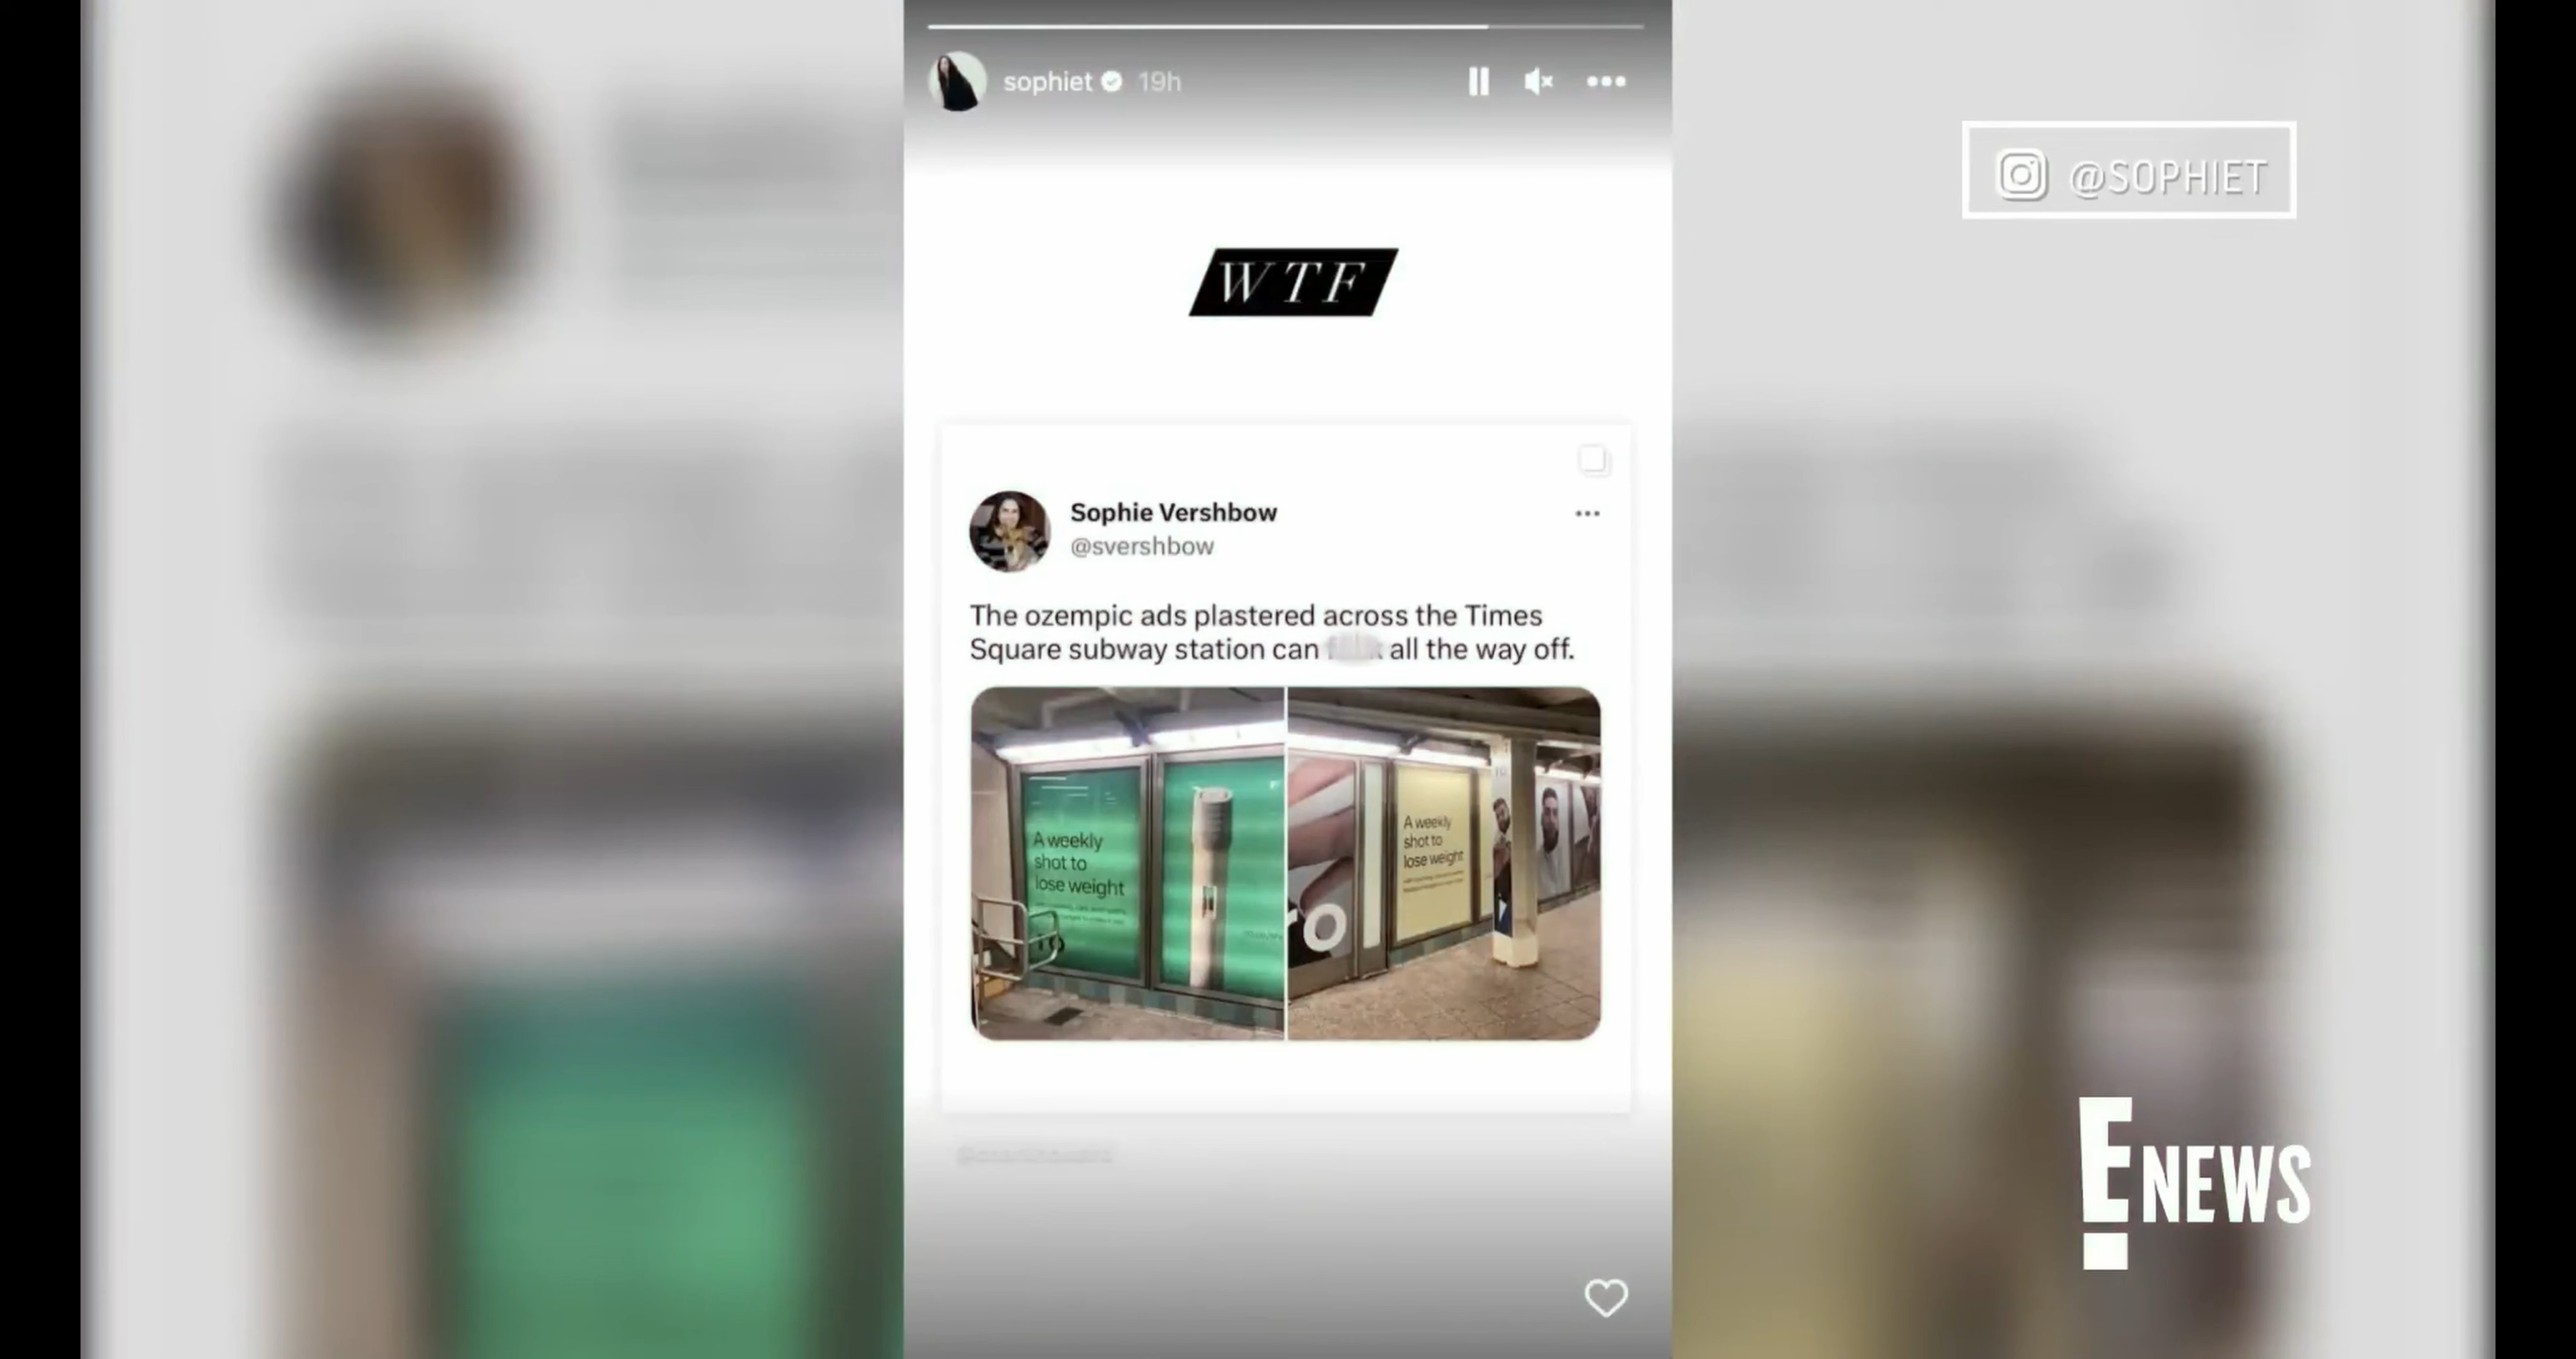 sophiet 19h
@SOPHIET
WTF
Sophie Vershbow
@svershbow
The ozempic ads plastered across the Times
Square subway station can all the way off.
A weekly
shot to
lose weight
ro
A weekly
shot to
lose weight
E NEWS